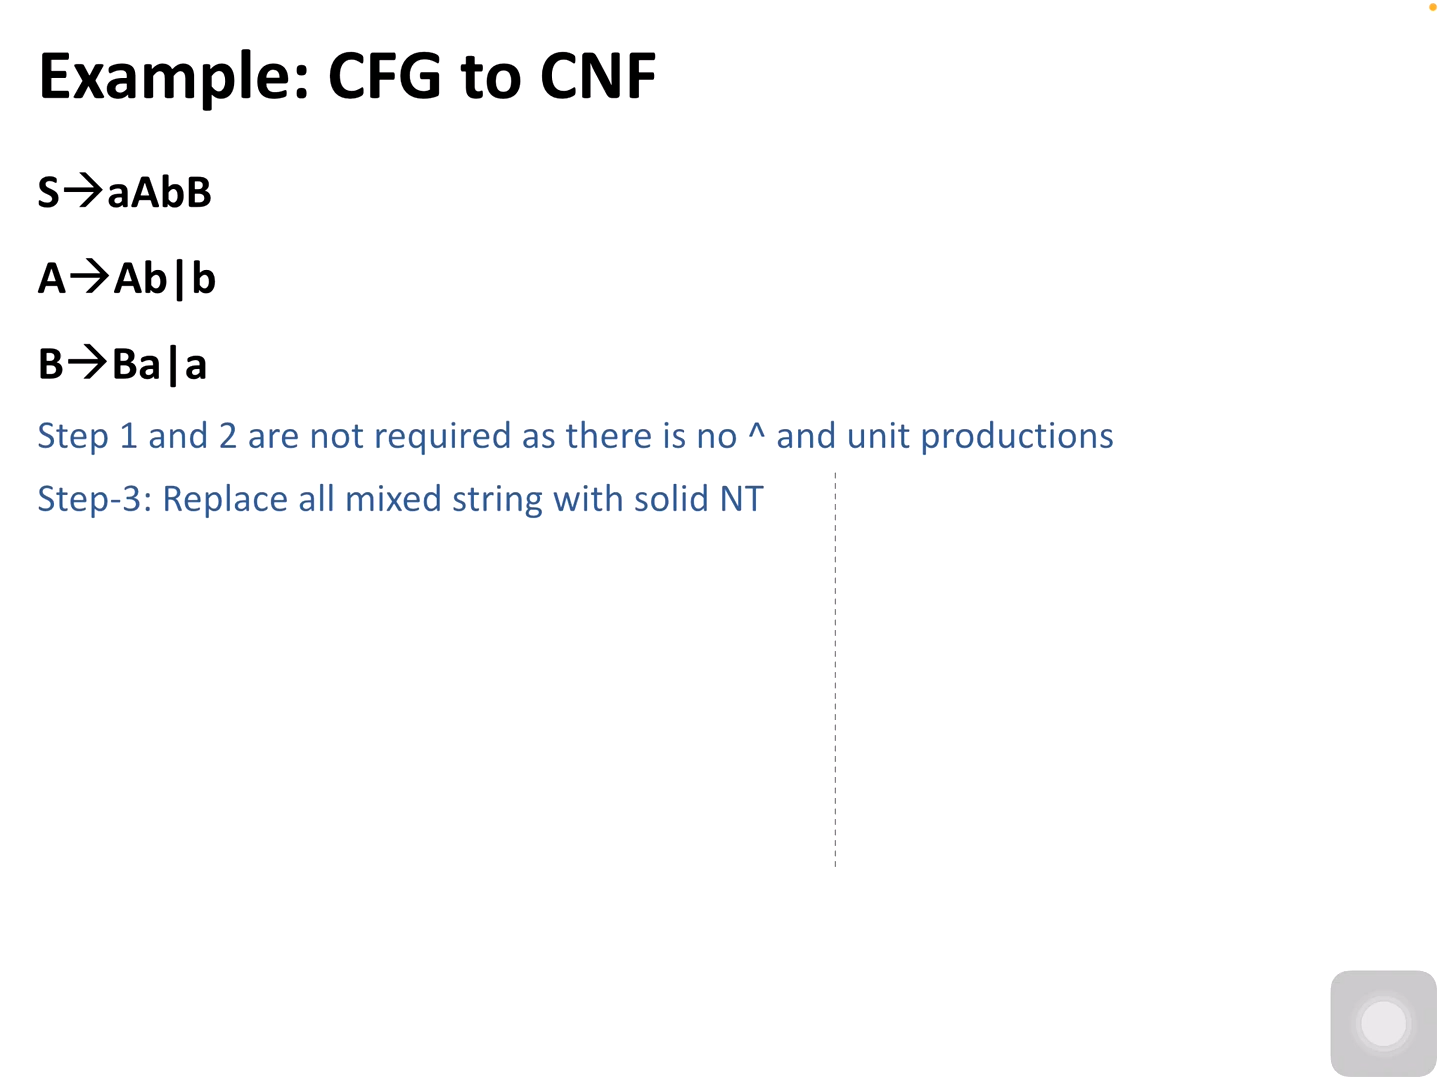 Example: CFG to CNF
S→aAbB
A→Ab|b
B→Ba|a
Step 1 and 2 are not required as there is no ^ and unit productions
Step-3: Replace all mixed string with solid NT